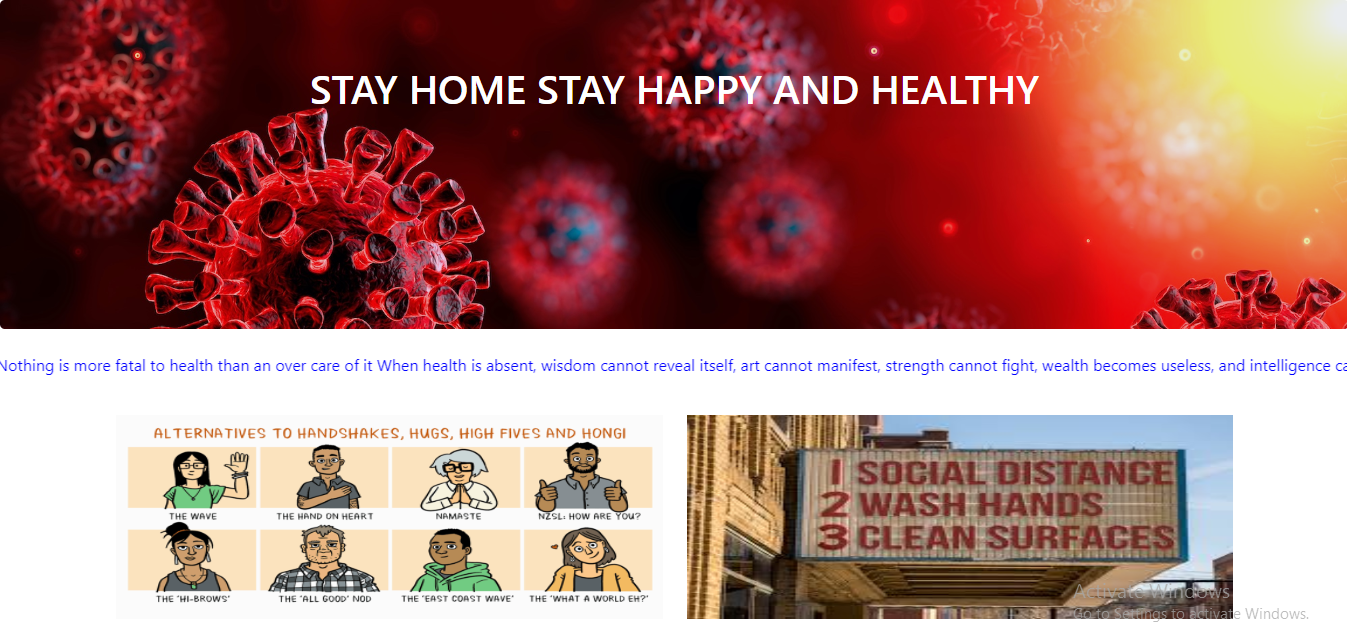 STAY HOME STAY HAPPY AND HEALTHY
Nothing is more fatal to health than an over care of it When health is absent, wisdom cannot reveal itself, art cannot manifest, strength cannot fight, wealth becomes useless, and intelligence ca
ALTERNATIVES TO HANDSHAKES, HUGS, HIGH FIVES AND HONGI
THE WAVE
THE HAND ON HEART
NAMASTE
NZSL: HOW ARE YOU?
THE 'HI-BROWS'
THE 'ALL GOOD' NOD
THE 'EAST COAST WAVE'
THE 'WHAT A WORLD EH?'
1 SOCIAL DISTANCE
2 WASH HANDS
3 CLEAN SURFACES
Activate Windows
Go to Settings to activate Windows.